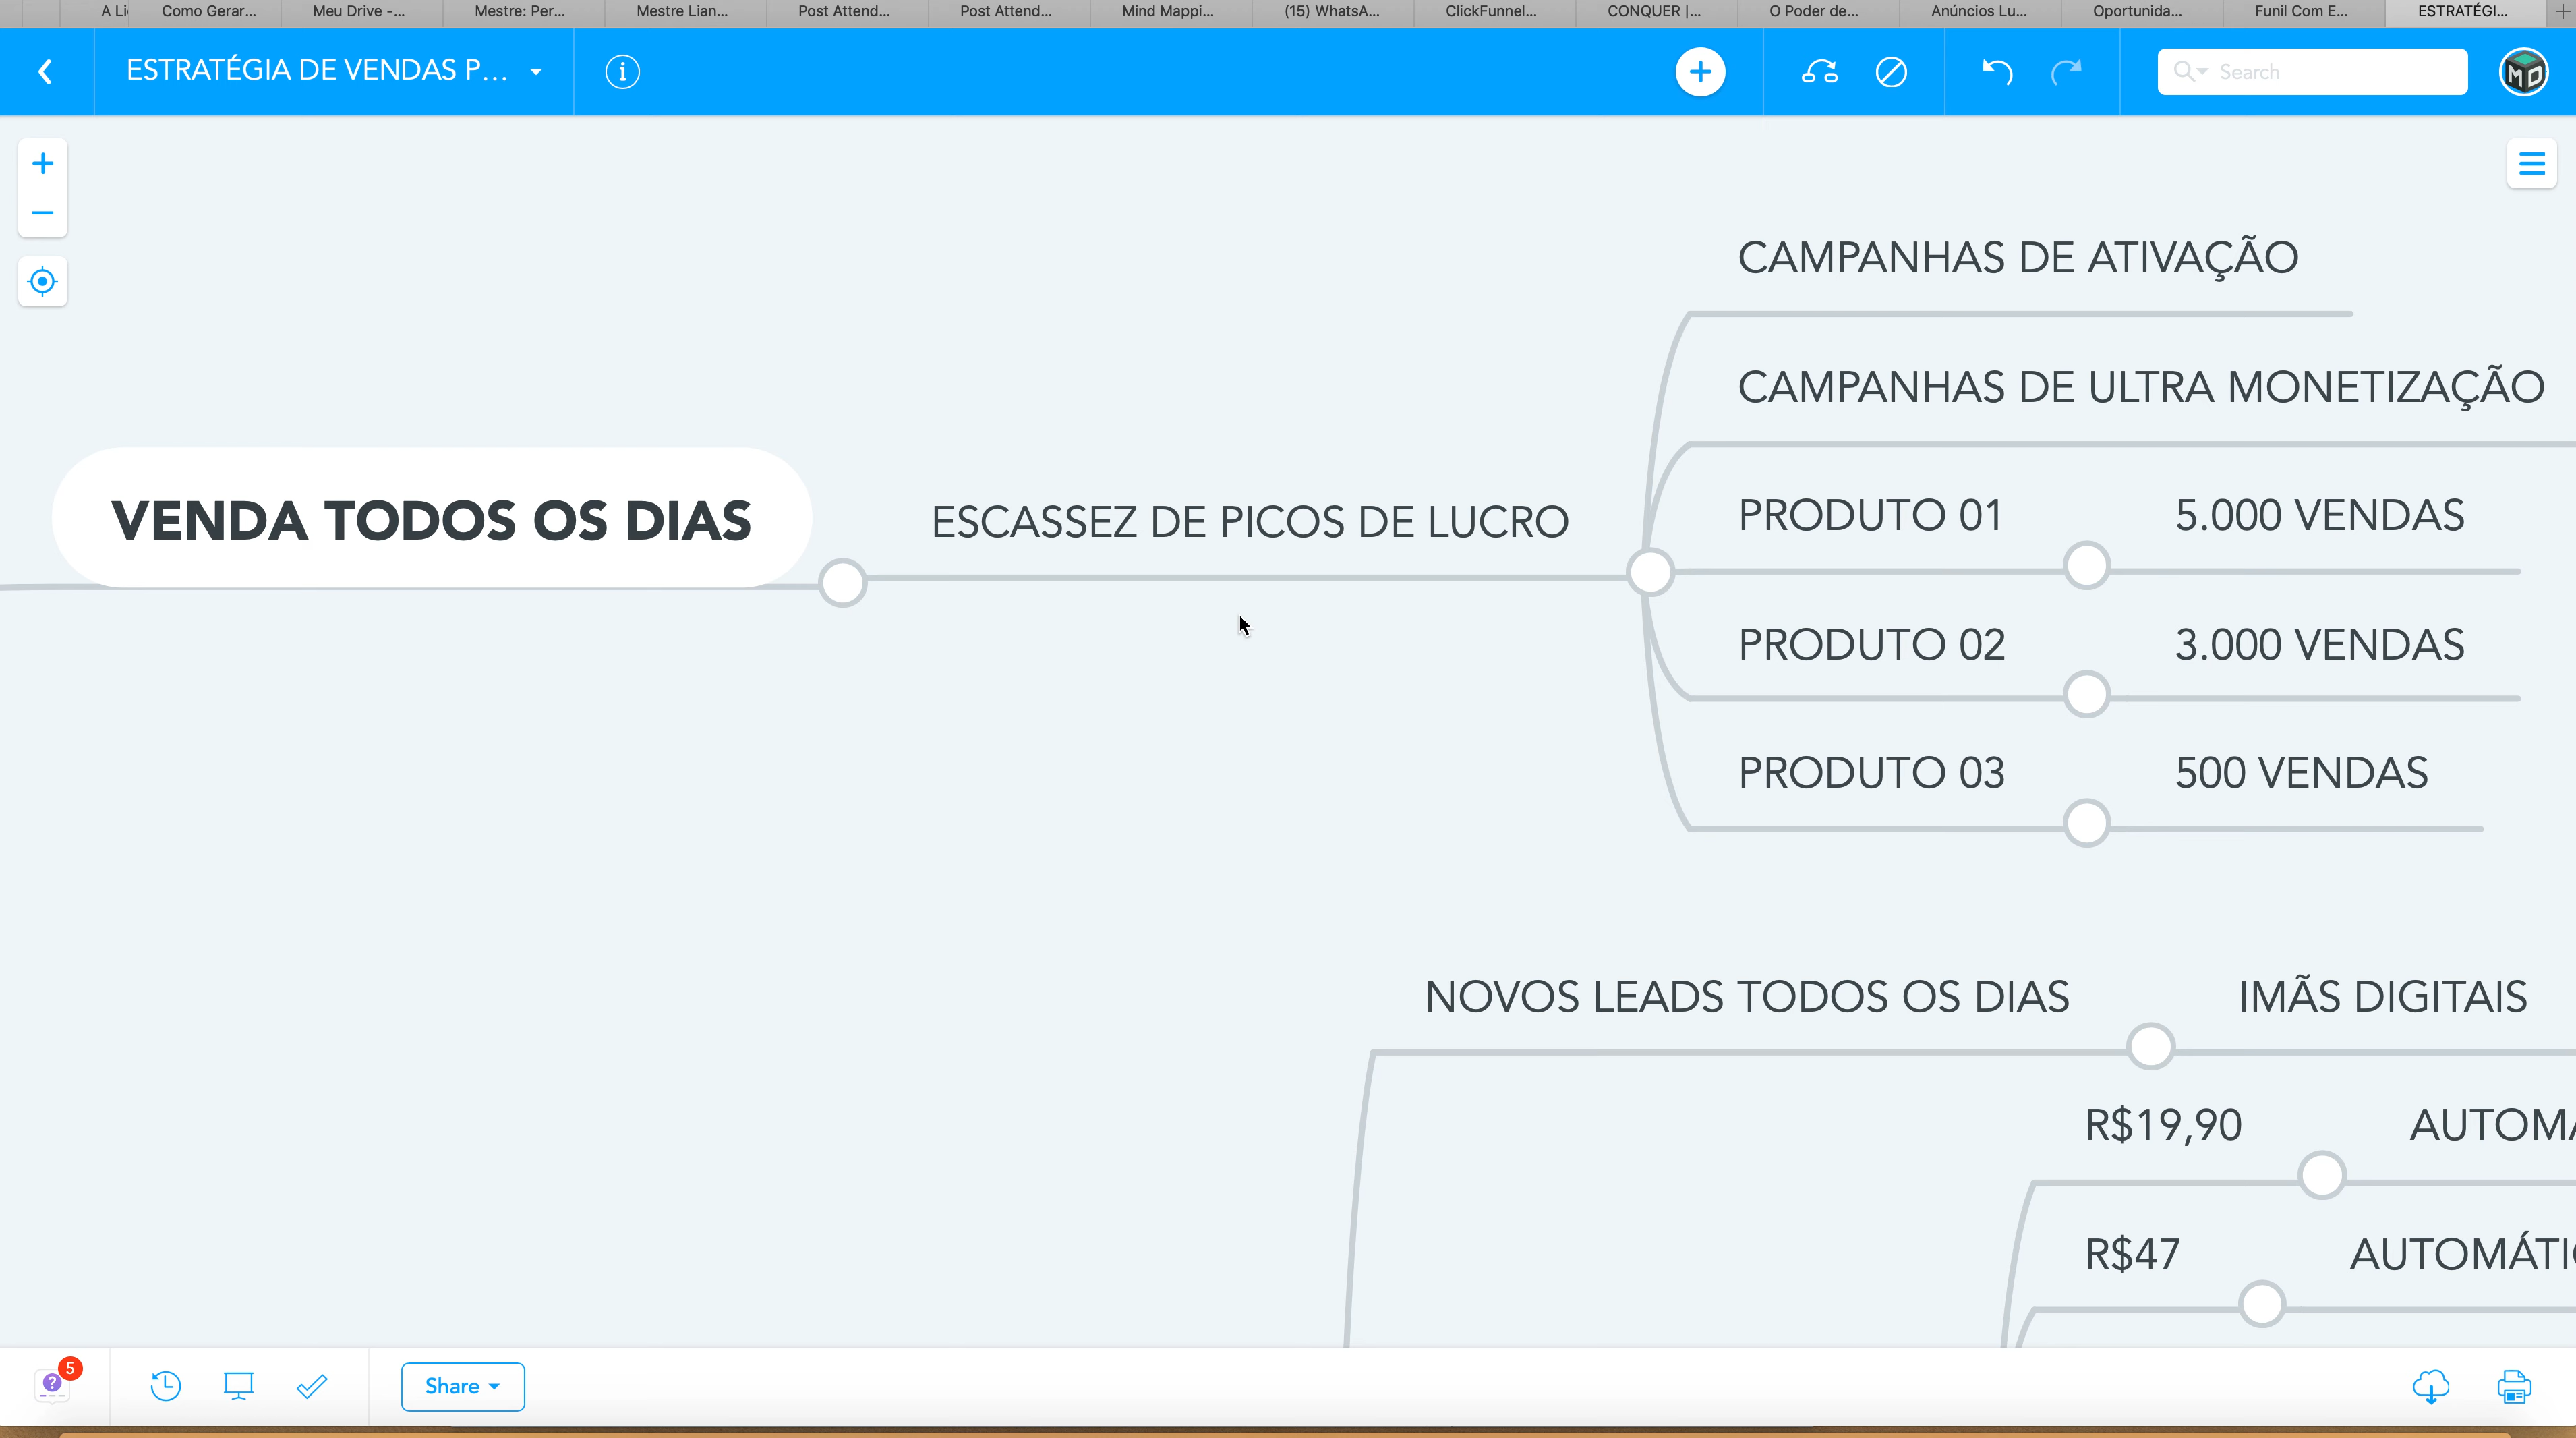 A Li
Como Gerar...
Meu Drive -...
Mestre: Per...
Mestre Lian...
Post Attend...
Post Attend...
Mind Mappi...
(15) WhatsA...
ClickFunnel...
CONQUER |...
O Poder de...
Anúncios Lu...
Oportunida...
Funil Com E...
ESTRATÉGI...
ESTRATÉGIA DE VENDAS P...
Search
CAMPANHAS DE ATIVAÇÃO
CAMPANHAS DE ULTRA MONETIZAÇÃO
VENDA TODOS OS DIAS
ESCASSEZ DE PICOS DE LUCRO
PRODUTO 01
5.000 VENDAS
PRODUTO 02
3.000 VENDAS
PRODUTO 03
500 VENDAS
NOVOS LEADS TODOS OS DIAS
IMÃS DIGITAIS
R$19,90
AUTOMA
R$47
AUTOMÁTI
5
Share